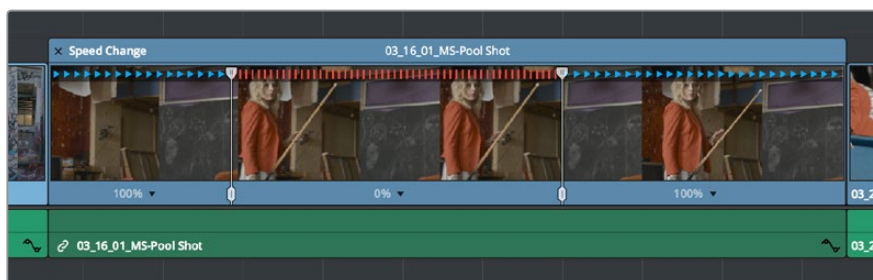 × Speed Change 03_16_01_MS-Pool Shot
100% 0% 100% 03_2
03_16_01_MS-Pool Shot 03_2